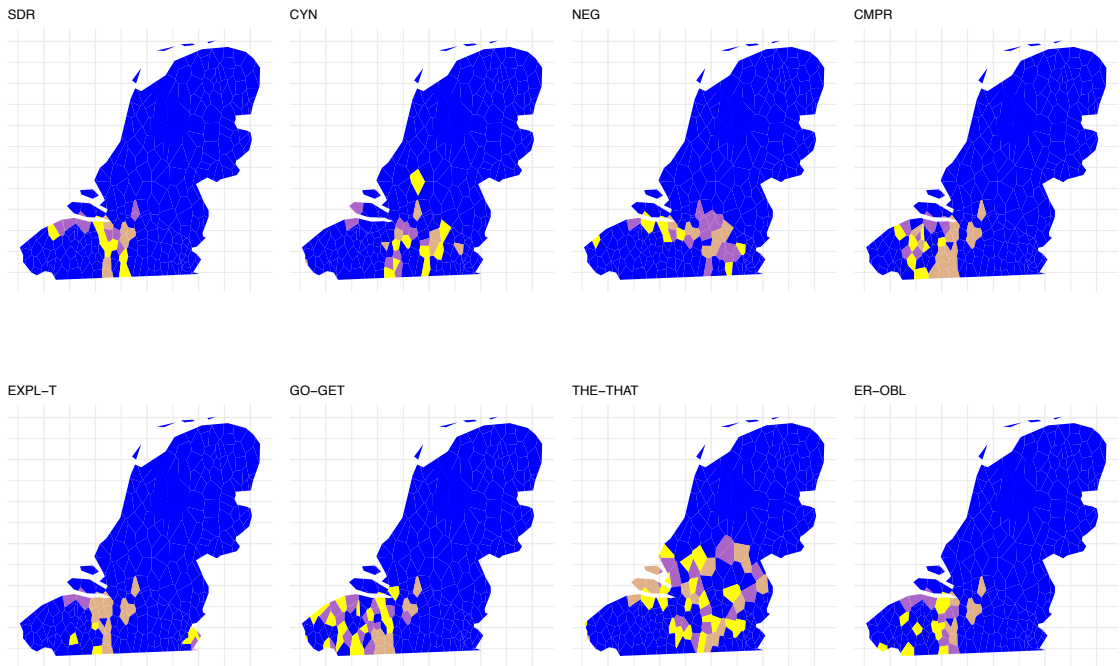 SDR
CYN
NEG
CMPR
EXPL−T
GO−GET
THE−THAT
ER−OBL